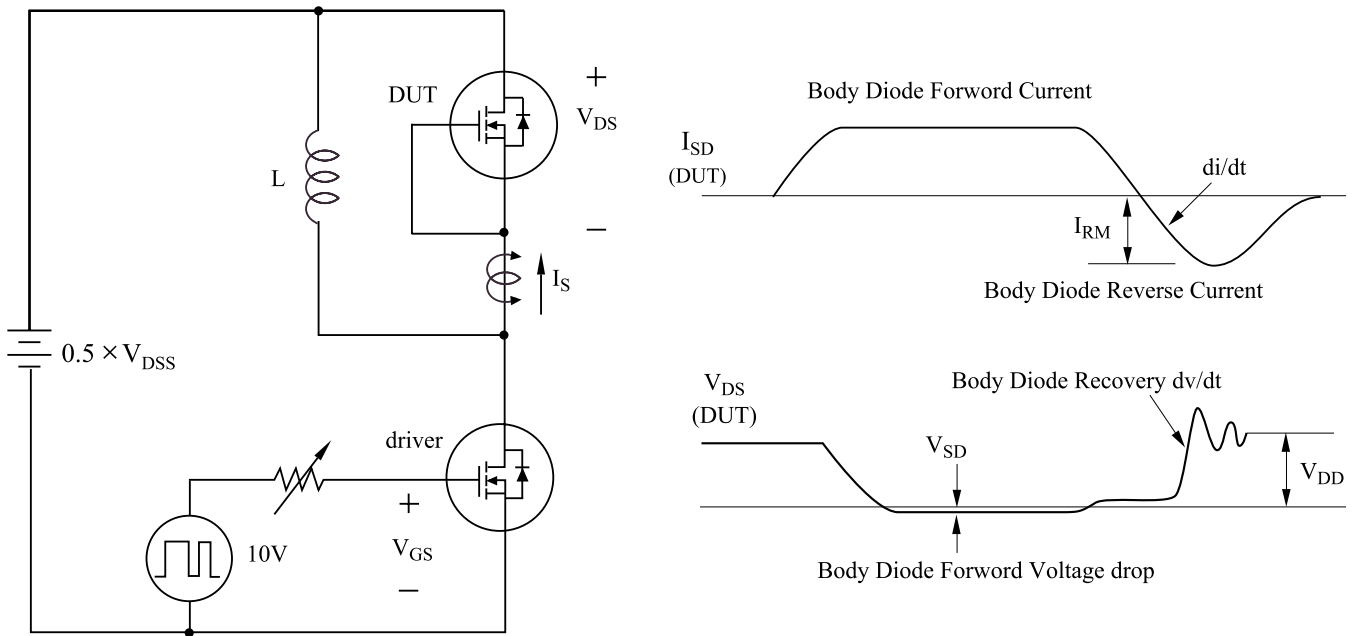 DUT
+
V_DS
−
L
I_S
0.5 × V_DSS
driver
10V
+
V_GS
−
Body Diode Forword Current
I_SD
(DUT)
di/dt
I_RM
Body Diode Reverse Current
V_DS
(DUT)
Body Diode Recovery dv/dt
V_SD
V_DD
Body Diode Forword Voltage drop